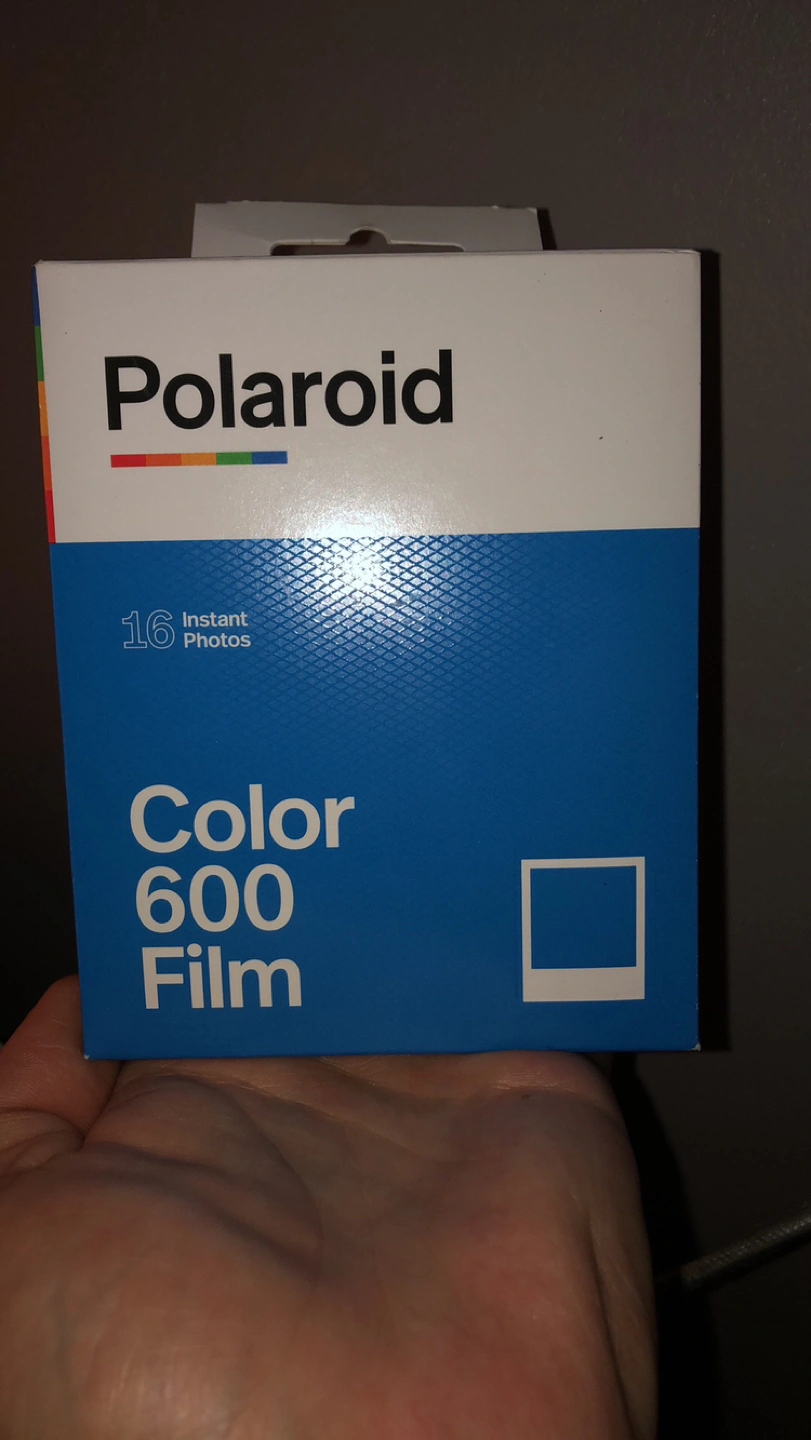 Polaroid
16 Instant
Photos
Color
600
Film